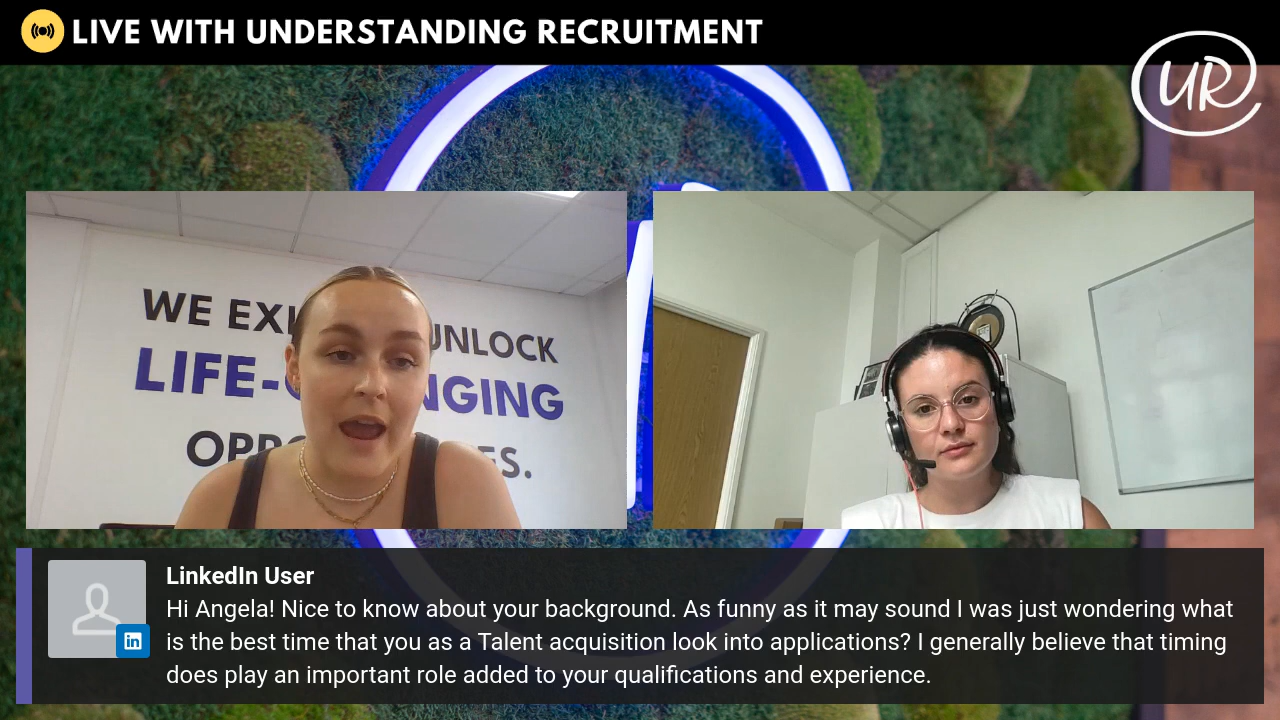 LIVE WITH UNDERSTANDING RECRUITMENT
UR
WE EX UNLOCK
LIFE- NGING
OPP ES.
LinkedIn User
in
Hi Angela! Nice to know about your background. As funny as it may sound I was just wondering what
is the best time that you as a Talent acquisition look into applications? I generally believe that timing
does play an important role added to your qualifications and experience.